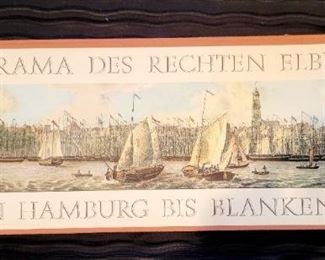 RAMA DES RECHTEN ELB
N HAMBURG BIS BLANKEN